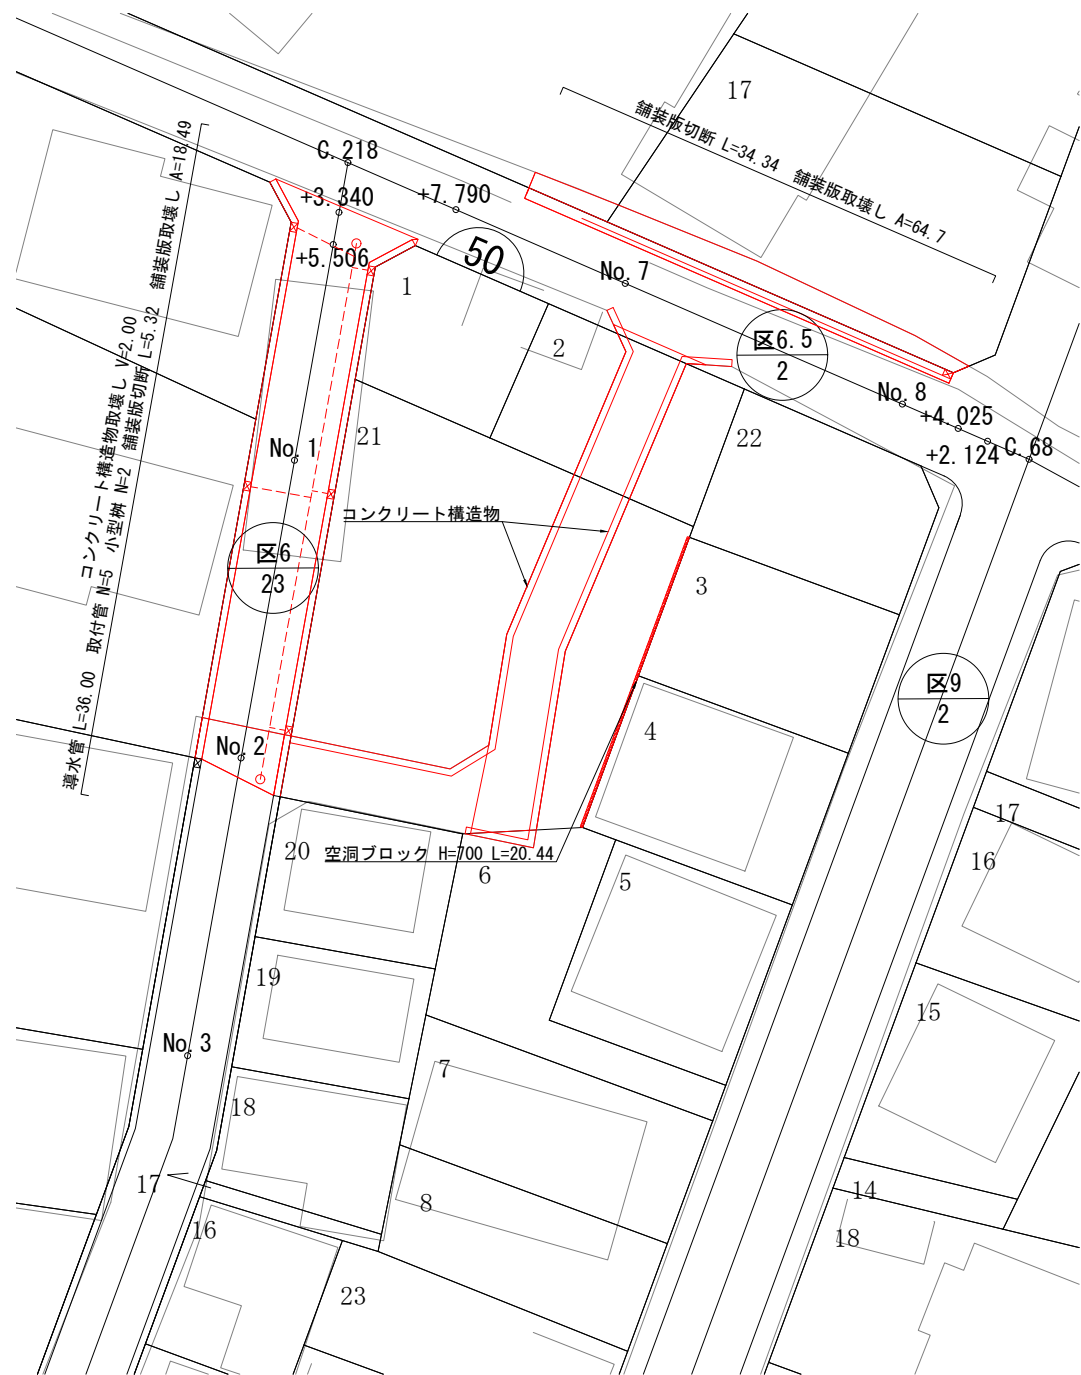 17
舗装版切断 L=34.34 舗装版取壊し A=64.7
C.218
+3.340
+7.790
+5.506
50
No.7
1
2
区6.5
2
No.8
+4.025
+2.124
C.68
導水管 L=36.00 取付管 N=5 小型桝 N=2 舗装版切断 L=5.32 舗装版取壊し A=18.49
コンクリート構造物取壊し V=2.00
21
22
No.1
コンクリート構造物
区6
23
3
区9
2
4
No.2
17
20
空洞ブロック H=700 L=20.44
6
5
16
19
15
No.3
7
18
17
8
14
16
18
23